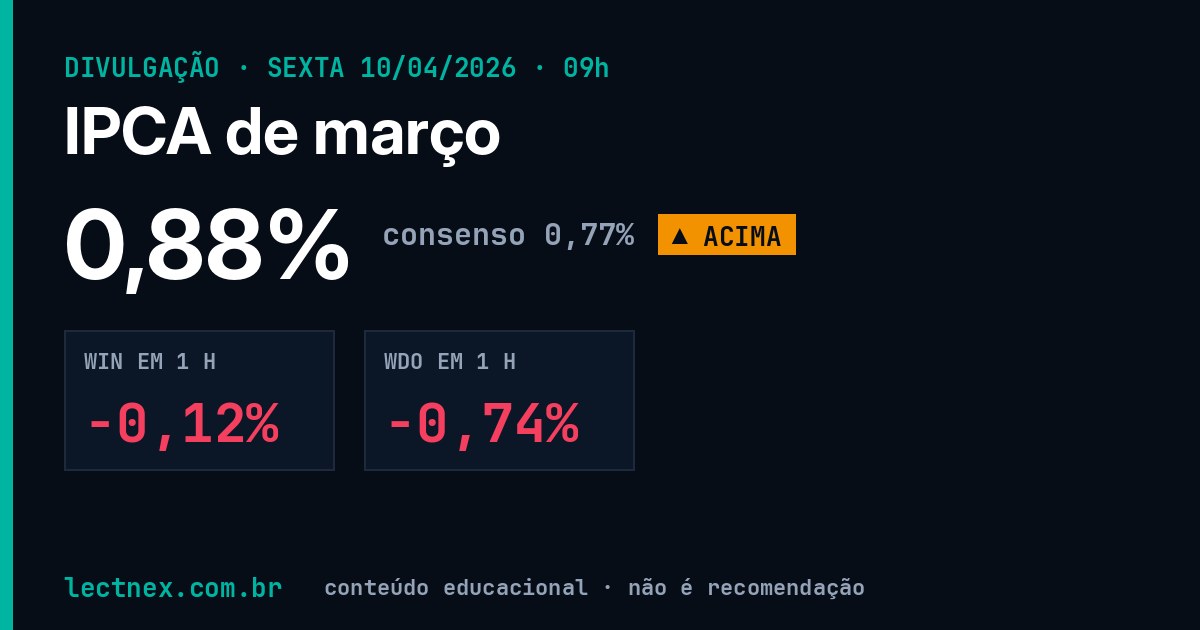 DIVULGAÇÃO · SEXTA 10/04/2026 · 09h
IPCA de março
0,88% consenso 0,77% ▲ ACIMA
WIN EM 1 H
-0,12%
WDO EM 1 H
-0,74%
lectnex.com.br conteúdo educacional · não é recomendação